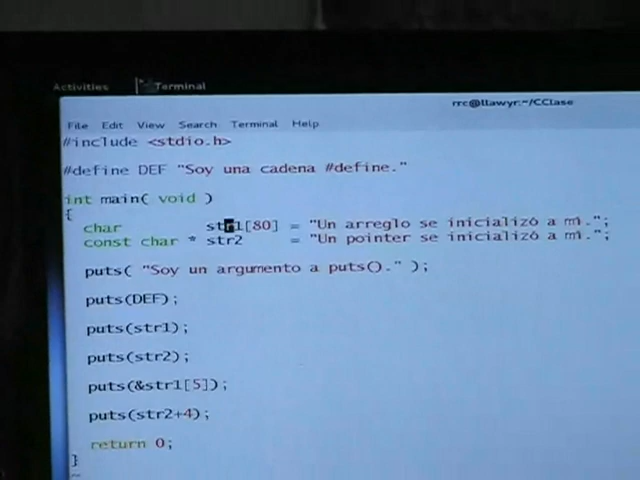 Activities Terminal
rrc@llawyr:~/CClase
File Edit View Search Terminal Help
#include <stdio.h>
#define DEF "Soy una cadena #define."
int main( void )
{
char str1[80] = "Un arreglo se inicializó a mí.";
const char * str2 = "Un pointer se inicializó a mí.";
puts( "Soy un argumento a puts()." );
puts(DEF);
puts(str1);
puts(str2);
puts(&str1[5]);
puts(str2+4);
return 0;
}
~